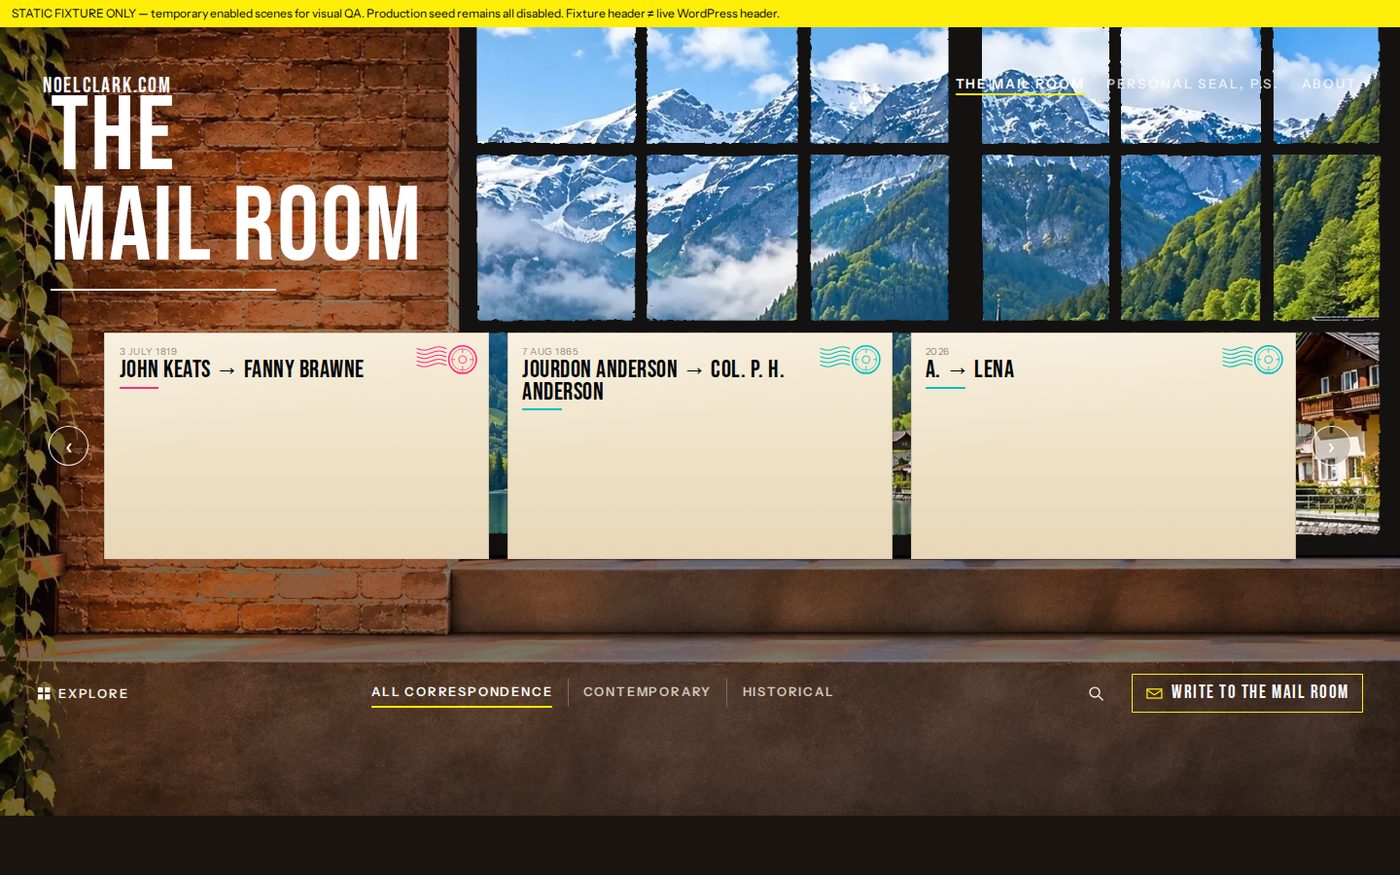 STATIC FIXTURE ONLY — temporary enabled scenes for visual QA. Production seed remains all disabled. Fixture header ≠ live WordPress header.
NOELCLARK.COM
THE MAIL ROOM
PERSONAL SEAL, P.S.
ABOUT
THE
MAIL ROOM
3 JULY 1819
JOHN KEATS → FANNY BRAWNE
7 AUG 1865
JOURDON ANDERSON → COL. P. H.
ANDERSON
2026
A. → LENA
‹
›
EXPLORE
ALL CORRESPONDENCE
CONTEMPORARY
HISTORICAL
WRITE TO THE MAIL ROOM